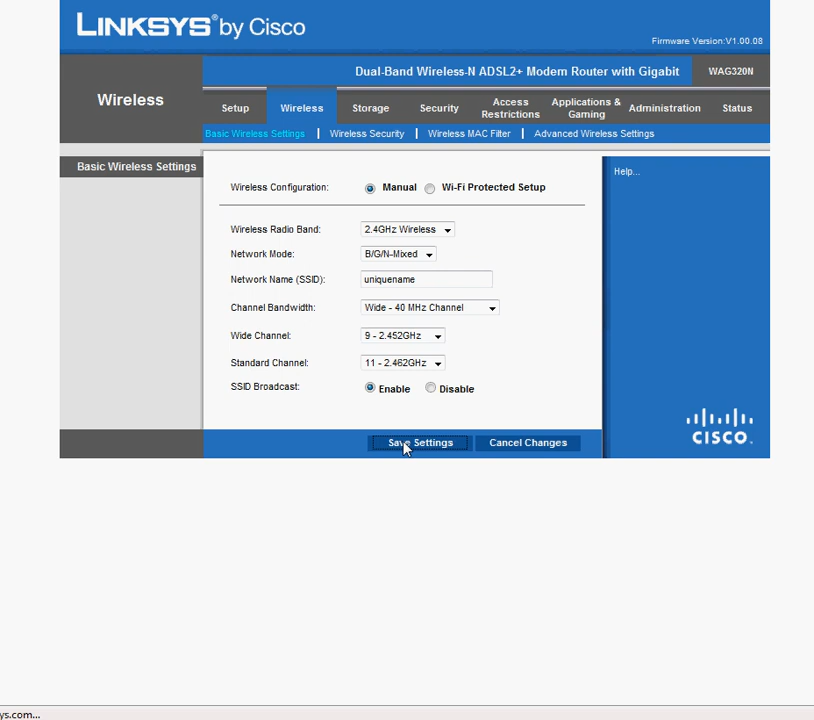 LINKSYS® by Cisco
Firmware Version:V1.00.08
Dual-Band Wireless-N ADSL2+ Modem Router with Gigabit WAG320N
Wireless
Setup Wireless Storage Security Access Restrictions Applications & Gaming Administration Status
Basic Wireless Settings | Wireless Security | Wireless MAC Filter | Advanced Wireless Settings
Basic Wireless Settings
Help...
Wireless Configuration: Manual Wi-Fi Protected Setup
Wireless Radio Band: 2.4GHz Wireless
Network Mode: B/G/N-Mixed
Network Name (SSID): uniquename
Channel Bandwidth: Wide - 40 MHz Channel
Wide Channel: 9 - 2.452GHz
Standard Channel: 11 - 2.462GHz
SSID Broadcast: Enable Disable
Save Settings Cancel Changes
CISCO.
ys.com...